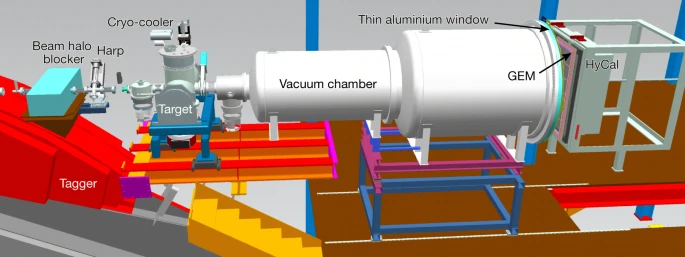 Cryo-cooler
Thin aluminium window
Beam halo
blocker
Harp
HyCal
GEM
Vacuum chamber
Target
Tagger